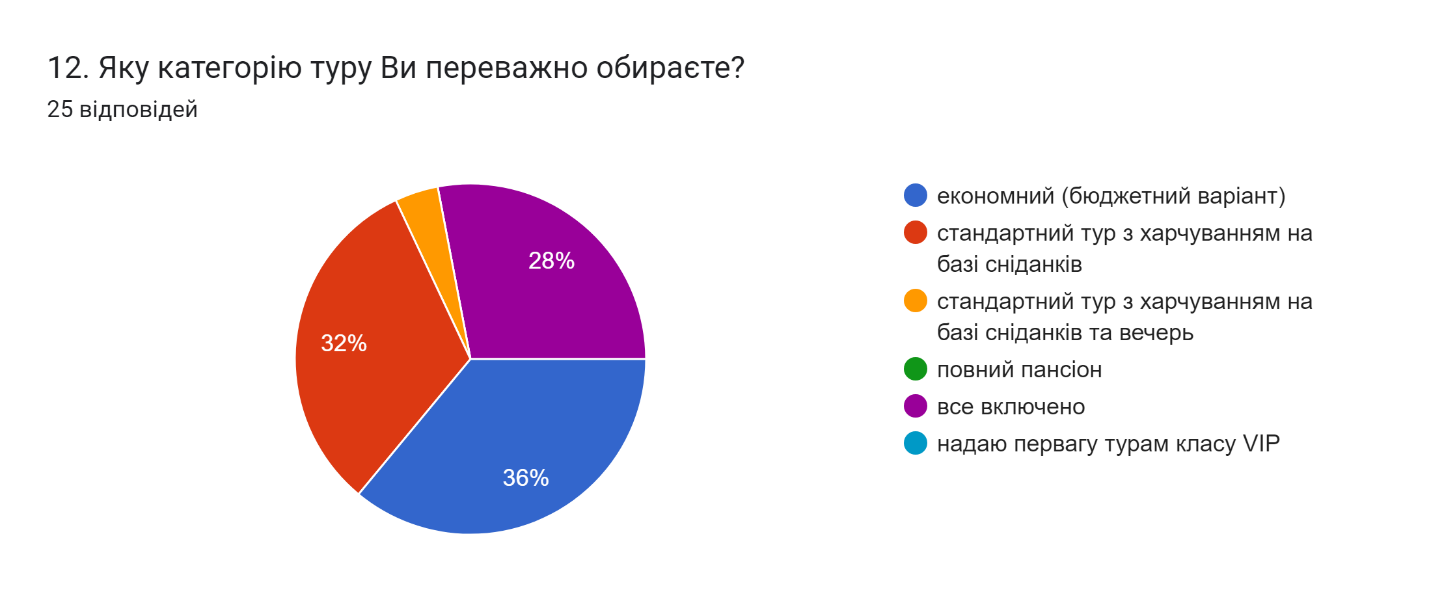 12. Яку категорію туру Ви переважно обираєте?
25 відповідей
28%
32%
36%
економний (бюджетний варіант)
стандартний тур з харчуванням на
базі сніданків
стандартний тур з харчуванням на
базі сніданків та вечерь
повний пансіон
все включено
надаю первагу турам класу VIP